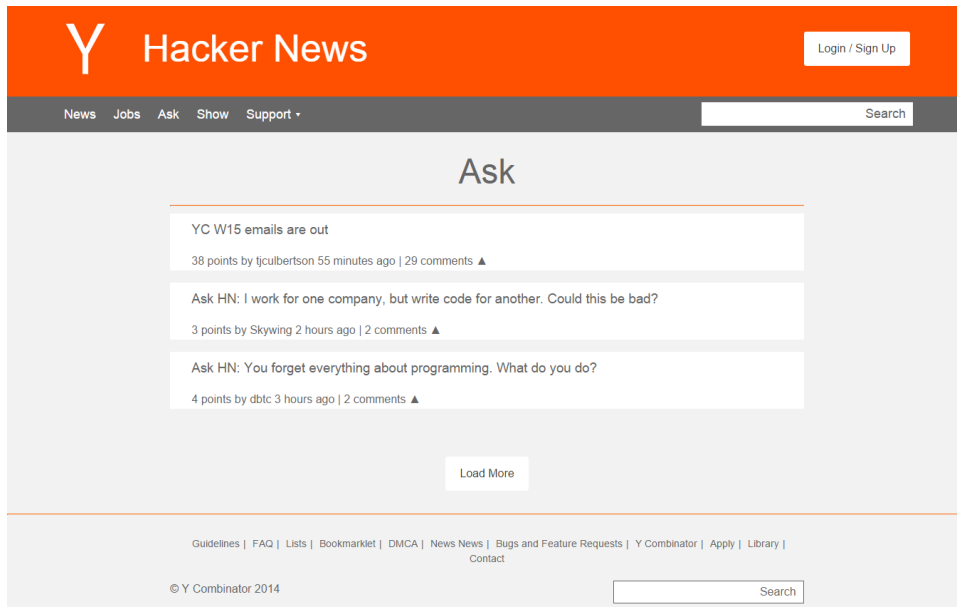 Y Hacker News
Login / Sign Up
News Jobs Ask Show Support ▾
Search
Ask
YC W15 emails are out
38 points by tjculbertson 55 minutes ago | 29 comments ▲
Ask HN: I work for one company, but write code for another. Could this be bad?
3 points by Skywing 2 hours ago | 2 comments ▲
Ask HN: You forget everything about programming. What do you do?
4 points by dbtc 3 hours ago | 2 comments ▲
Load More
Guidelines | FAQ | Lists | Bookmarklet | DMCA | News News | Bugs and Feature Requests | Y Combinator | Apply | Library |
Contact
© Y Combinator 2014
Search